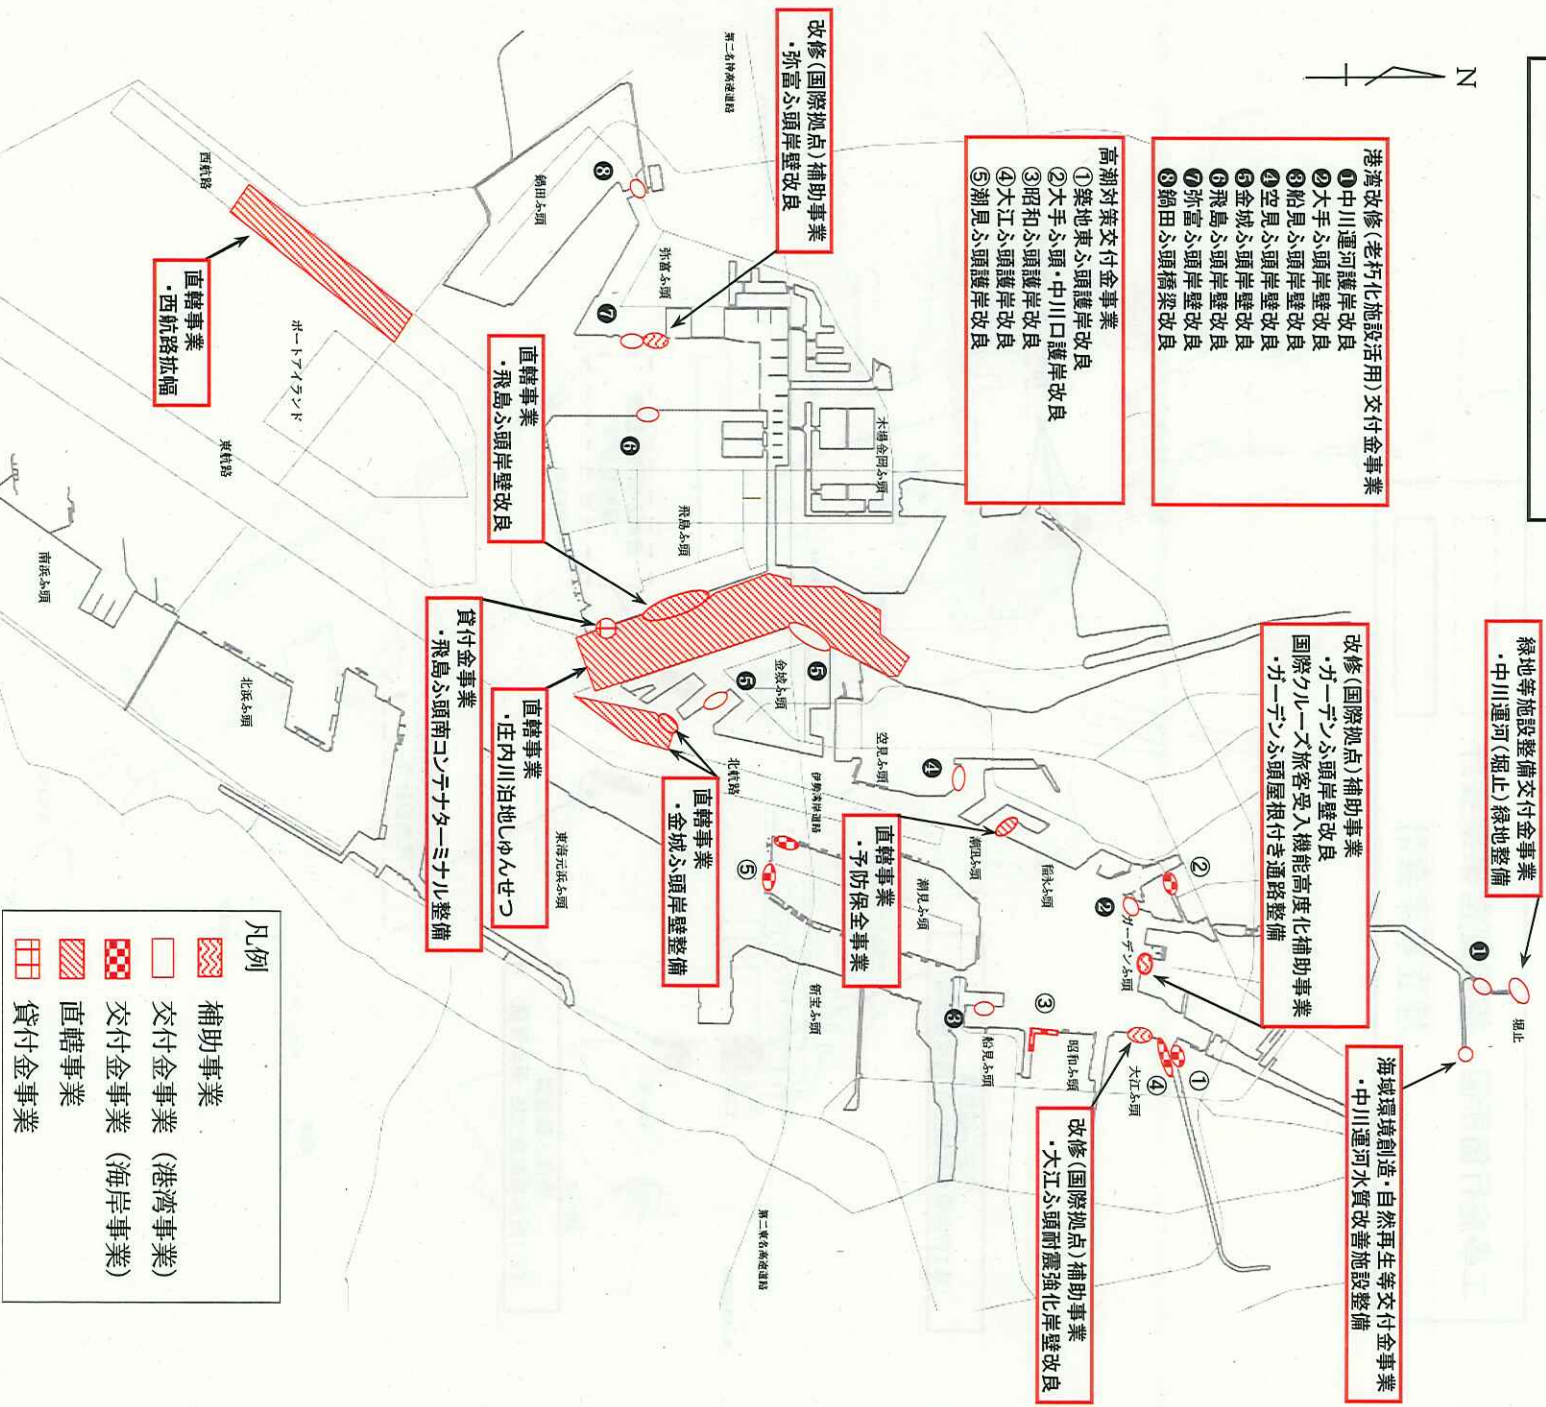 N
港湾改修(老朽化施設活用)交付金事業
❶中川運河護岸改良
❷大手ふ頭岸壁改良
❸船見ふ頭岸壁改良
❹空見ふ頭岸壁改良
❺金城ふ頭岸壁改良
❻飛島ふ頭岸壁改良
❼弥富ふ頭岸壁改良
❽鍋田ふ頭橋梁改良
高潮対策交付金事業
①築地東ふ頭護岸改良
②大手ふ頭・中川口護岸改良
③昭和ふ頭護岸改良
④大江ふ頭護岸改良
⑤潮見ふ頭護岸改良
緑地等施設整備交付金事業
・中川運河(堀止)緑地整備
堀止
❶
海域環境創造・自然再生等交付金事業
・中川運河水質改善施設整備
改修(国際拠点)補助事業
・ガーデンふ頭岸壁改良
国際クルーズ旅客受入機能高度化補助事業
・ガーデンふ頭屋根付き通路整備
②
❷
ガーデンふ頭
①
④
大江ふ頭
改修(国際拠点)補助事業
・大江ふ頭耐震強化岸壁改良
稲永ふ頭
③
昭和ふ頭
❸
船見ふ頭
潮凪ふ頭
潮見ふ頭
❹
空見ふ頭
直轄事業
・予防保全事業
伊勢湾岸道路
⑤
新宝ふ頭
改修(国際拠点)補助事業
・弥富ふ頭岸壁改良
第二名神高速道路
木場金岡ふ頭
❺
❺
金城ふ頭
北航路
直轄事業
・金城ふ頭岸壁整備
第二東名高速道路
❽
鍋田ふ頭
弥富ふ頭
❼
❻
飛島ふ頭
直轄事業
・飛島ふ頭岸壁改良
直轄事業
・庄内川泊地しゅんせつ
貸付金事業
・飛島ふ頭南コンテナターミナル整備
東海元浜ふ頭
西航路
直轄事業
・西航路拡幅
ポートアイランド
東航路
北浜ふ頭
南浜ふ頭
凡例
補助事業
交付金事業 (港湾事業)
交付金事業 (海岸事業)
直轄事業
貸付金事業